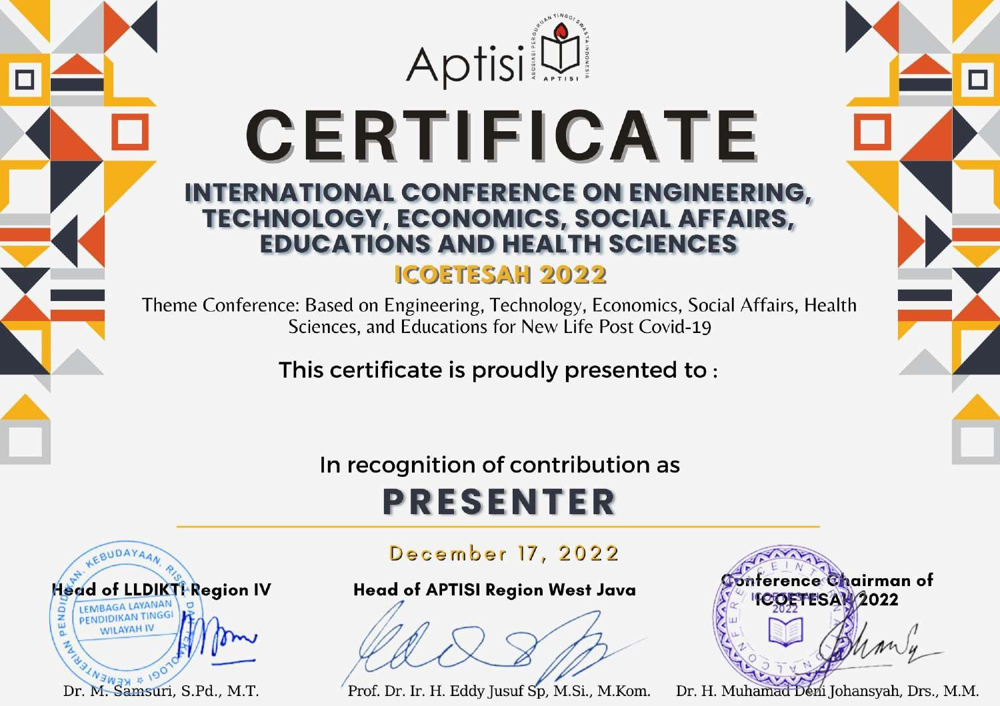 Aptisi
ASOSIASI PERGURUAN TINGGI SWASTA INDONESIA
APTISI
CERTIFICATE
INTERNATIONAL CONFERENCE ON ENGINEERING,
TECHNOLOGY, ECONOMICS, SOCIAL AFFAIRS,
EDUCATIONS AND HEALTH SCIENCES
ICOETESAH 2022
Theme Conference: Based on Engineering, Technology, Economics, Social Affairs, Health
Sciences, and Educations for New Life Post Covid-19
This certificate is proudly presented to :
In recognition of contribution as
PRESENTER
December 17, 2022
Head of LLDIKTI Region IV
KEMENTERIAN PENDIDIKAN, KEBUDAYAAN, RISET, DAN TEKNOLOGI
LEMBAGA LAYANAN
PENDIDIKAN TINGGI
WILAYAH IV
Dr. M. Samsuri, S.Pd., M.T.
Head of APTISI Region West Java
Prof. Dr. Ir. H. Eddy Jusuf Sp, M.Si., M.Kom.
Conference Chairman of
ICOETESAH 2022
INTERNATIONAL CONFERENCE
ICOETESAH
2022
Dr. H. Muhamad Deni Johansyah, Drs., M.M.